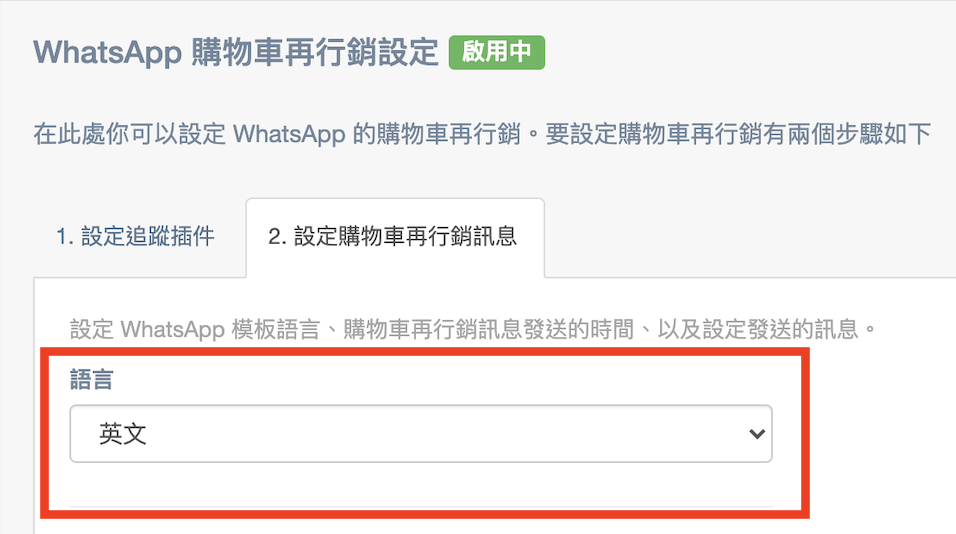 WhatsApp 購物車再行銷設定 啟用中
在此處你可以設定 WhatsApp 的購物車再行銷。要設定購物車再行銷有兩個步驟如下
1. 設定追蹤插件 2. 設定購物車再行銷訊息
設定 WhatsApp 模板語言、購物車再行銷訊息發送的時間、以及設定發送的訊息。
語言
英文